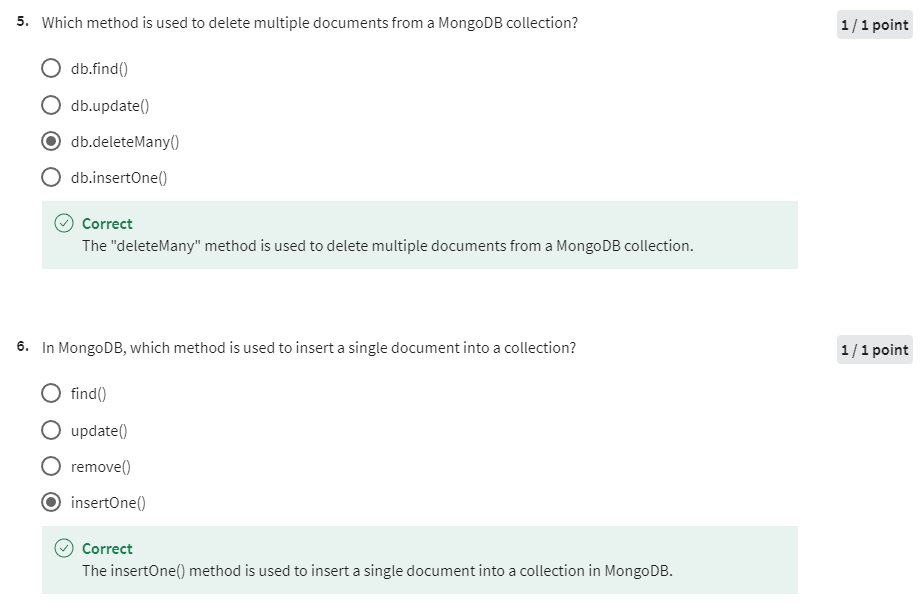 5. Which method is used to delete multiple documents from a MongoDB collection?
1 / 1 point
db.find()
db.update()
db.deleteMany()
db.insertOne()
Correct
The "deleteMany" method is used to delete multiple documents from a MongoDB collection.
6. In MongoDB, which method is used to insert a single document into a collection?
1 / 1 point
find()
update()
remove()
insertOne()
Correct
The insertOne() method is used to insert a single document into a collection in MongoDB.